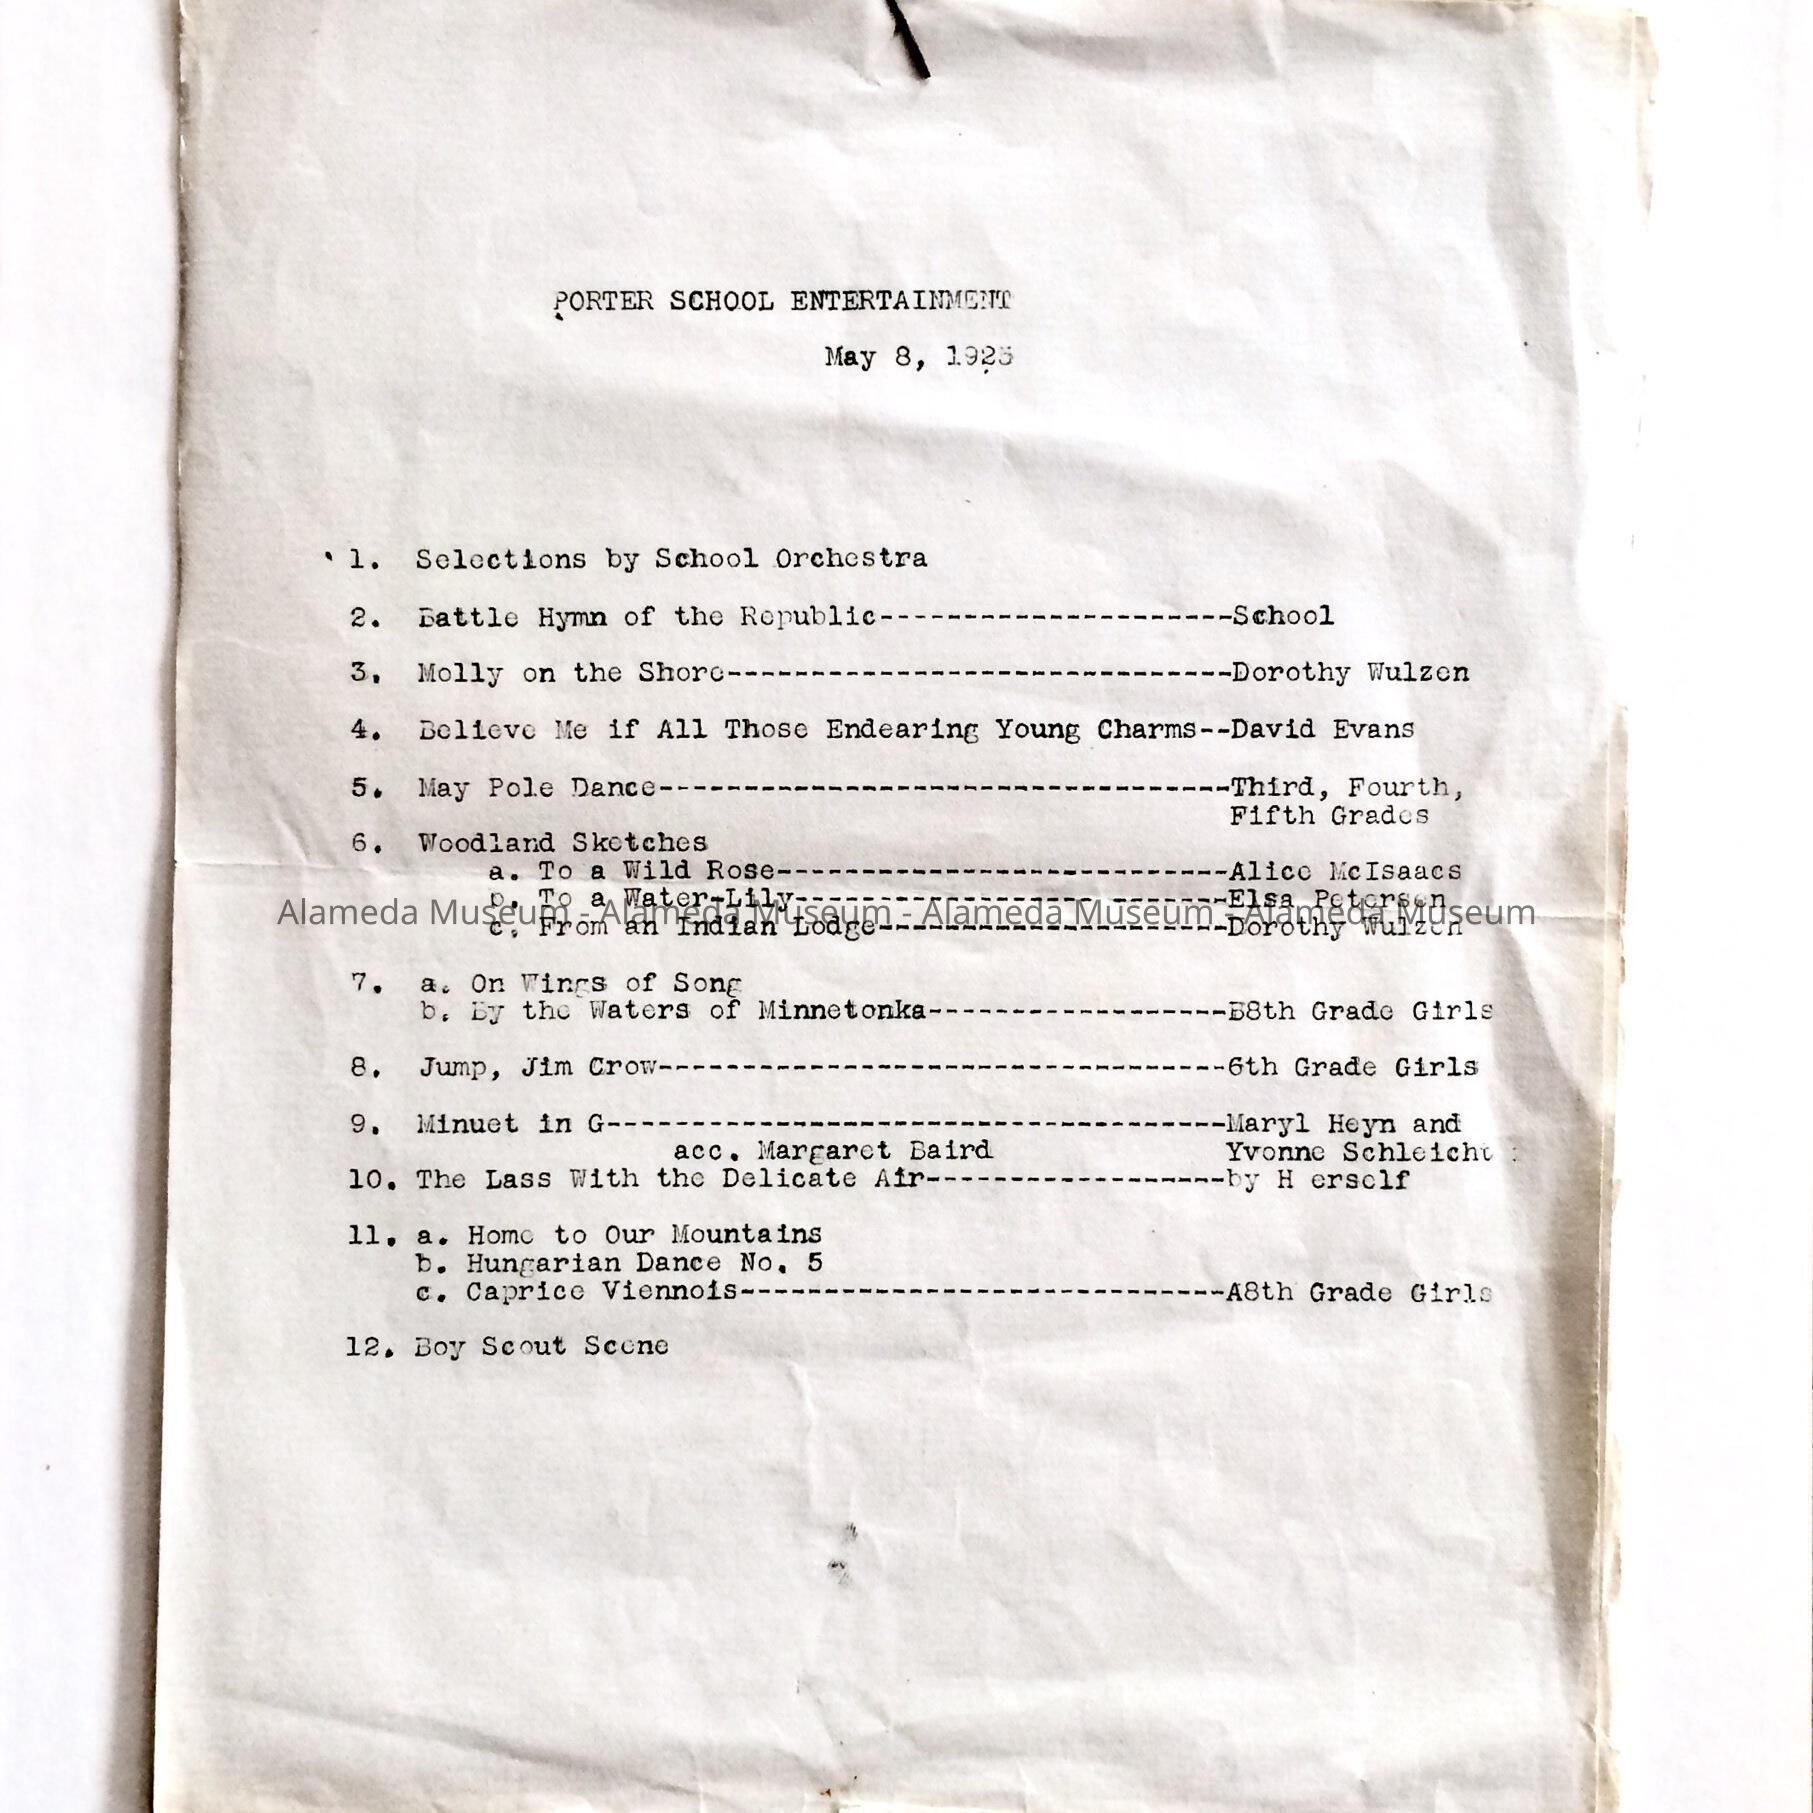 PORTER SCHOOL ENTERTAINMENT
May 8, 1925
1. Selections by School Orchestra
2. Battle Hymn of the Republic---------------------School
3. Molly on the Shore------------------------------Dorothy Wulzen
4. Believe Me if All Those Endearing Young Charms--David Evans
5. May Pole Dance----------------------------------Third, Fourth,
Fifth Grades
6. Woodland Sketches
a. To a Wild Rose---------------------------Alice McIsaacs
b. To a Water-Lily--------------------------Elsa Petersen
Alameda Museum - Alameda Museum - Alameda Museum - Alameda Museum
c. From an Indian Lodge---------------------Dorothy Wulzen
7. a. On Wings of Song
b. By the Waters of Minnetonka------------------B8th Grade Girls
8. Jump, Jim Crow----------------------------------6th Grade Girls
9. Minuet in G-------------------------------------Maryl Heyn and
acc. Margaret Baird Yvonne
10. The Lass With the Delicate Air------------------by H erself
11. a. Home to Our Mountains
b. Hungarian Dance No. 5
c. Caprice Viennois-----------------------------A8th Grade Girls
12. Boy Scout Scene